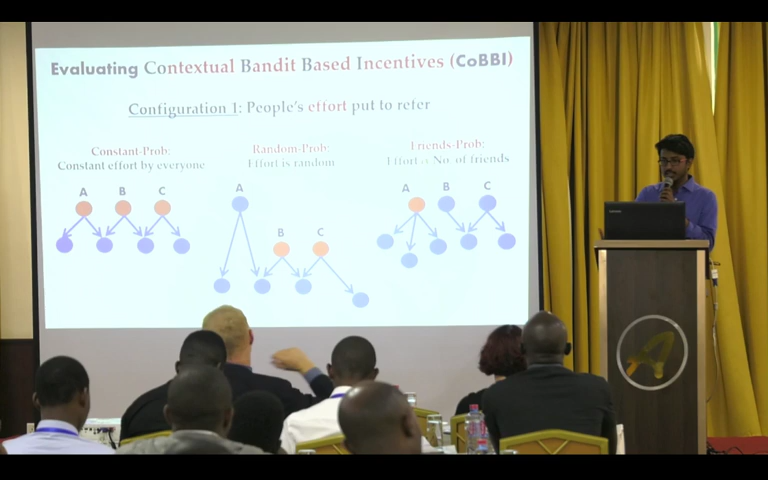 Evaluating Contextual Bandit Based Incentives (CoBBI)
Configuration 1: People's effort put to refer
Constant-Prob:
Constant effort by everyone
Random-Prob:
Effort is random
Friends-Prob:
Effort α No. of friends
A B C
A
B C
A B C
lenovo